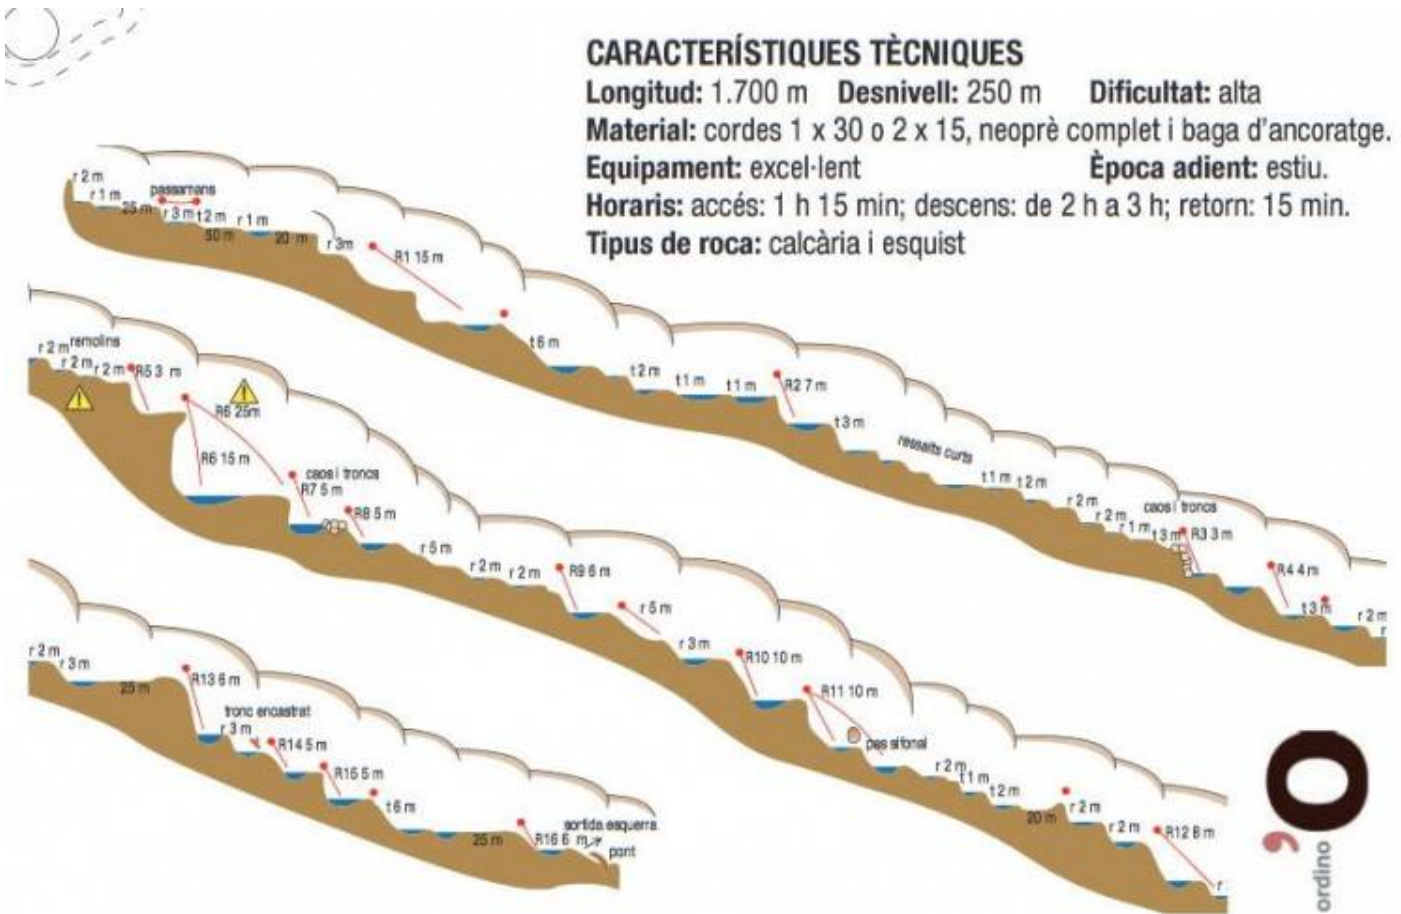 CARACTERÍSTIQUES TÈCNIQUES
Longitud: 1.700 m Desnivell: 250 m Dificultat: alta
Material: cordes 1 x 30 o 2 x 15, neoprè complet i baga d'ancoratge.
Equipament: excel·lent Època adient: estiu.
Horaris: accés: 1 h 15 min; descens: de 2 h a 3 h; retorn: 15 min.
Tipus de roca: calcària i esquist
r 2 m
r 1 m
25 m
passamans
r 3 m t 2 m r 1 m
50 m
20 m
r 3m
R1 15 m
t 6 m
t 2 m
t 1 m
t 1 m
R2 7 m
t 3 m
ressalts curts
t 1 m t 2 m
r 2 m
r 2 m
r 1 m
t 3 m
caos i troncs
R3 3 m
R4 4 m
t 3 m
r 2 m
r
r 2 m
remolins
r 2 m
r 2 m
R5 3 m
R6 25m
R6 15 m
caos i troncs
R7 5 m
R8 5 m
r 5 m
r 2 m
r 2 m
R9 6 m
r 5 m
r 3 m
R10 10 m
R11 10 m
pas sifonal
r 2 m
t 1 m
t 2 m
20 m
r 2 m
r 2 m
R12 8 m
r
r 2 m
r 3 m
25 m
R13 6 m
tronc encastrat
r 3 m
R14 5 m
R15 5 m
t 6 m
25 m
R16 6 m
sortida esquerra
pont
'O
ordino